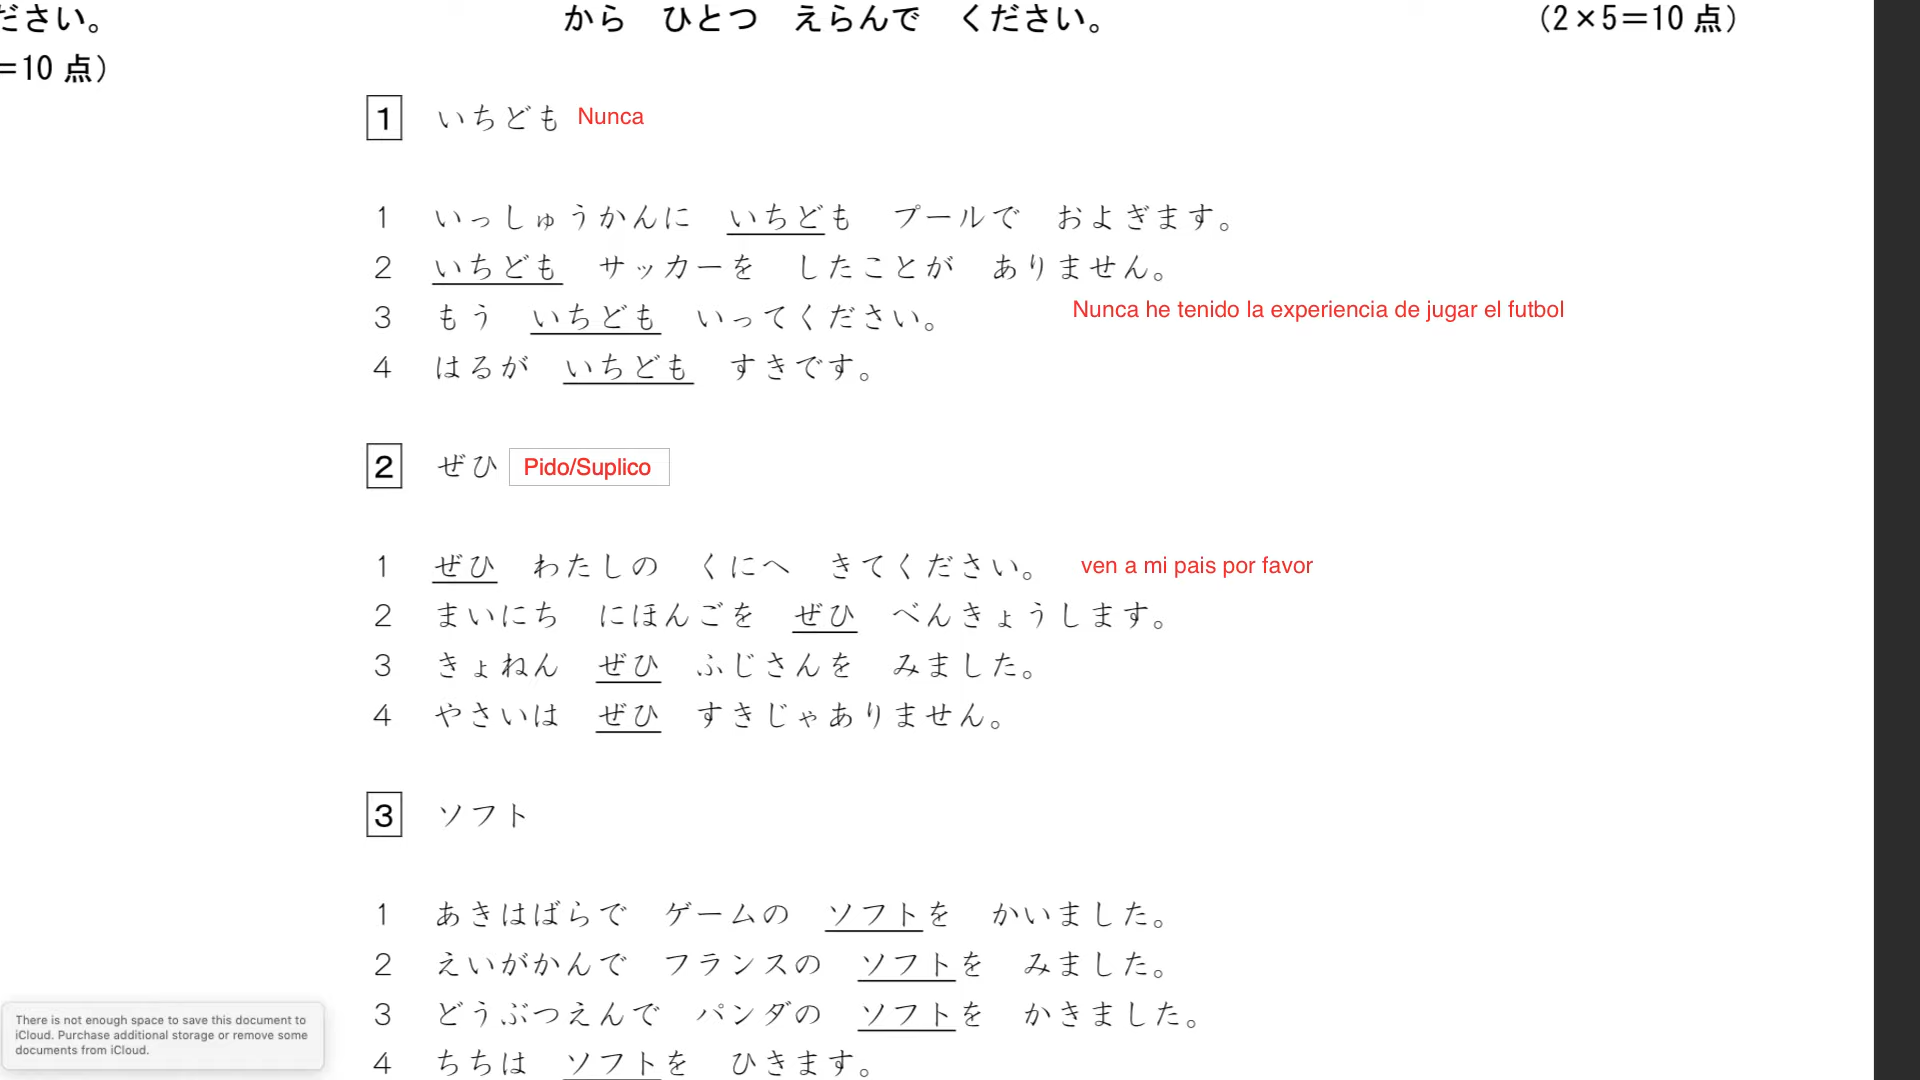 ださい。
=10 点）
から　ひとつ　えらんで　ください。　（2×5＝10 点）
1　いちども　Nunca
1　いっしゅうかんに　いちども　プールで　およぎます。
2　いちども　サッカーを　したことが　ありません。
Nunca he tenido la experiencia de jugar el futbol
3　もう　いちども　いってください。
4　はるが　いちども　すきです。
2　ぜひ　Pido/Suplico
1　ぜひ　わたしの　くにへ　きてください。　ven a mi pais por favor
2　まいにち　にほんごを　ぜひ　べんきょうします。
3　きょねん　ぜひ　ふじさんを　みました。
4　やさいは　ぜひ　すきじゃありません。
3　ソフト
1　あきはばらで　ゲームの　ソフトを　かいました。
2　えいがかんで　フランスの　ソフトを　みました。
3　どうぶつえんで　パンダの　ソフトを　かきました。
4　ちちは　ソフトを　ひきます。
There is not enough space to save this document to
iCloud. Purchase additional storage or remove some
documents from iCloud.